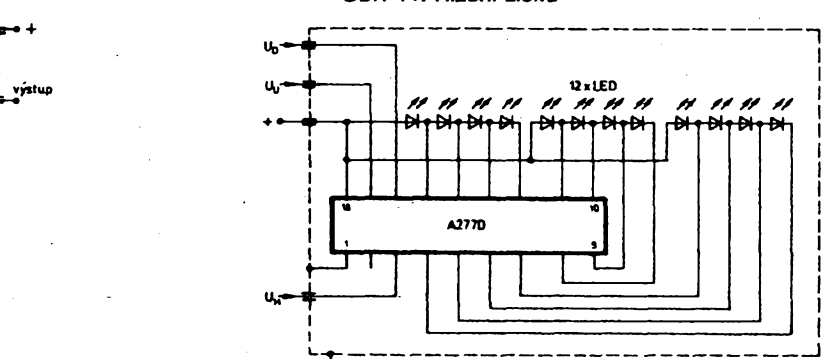 +
U_D
výstup
U_U
12 x LED
+
18
10
A277D
1
9
U_H